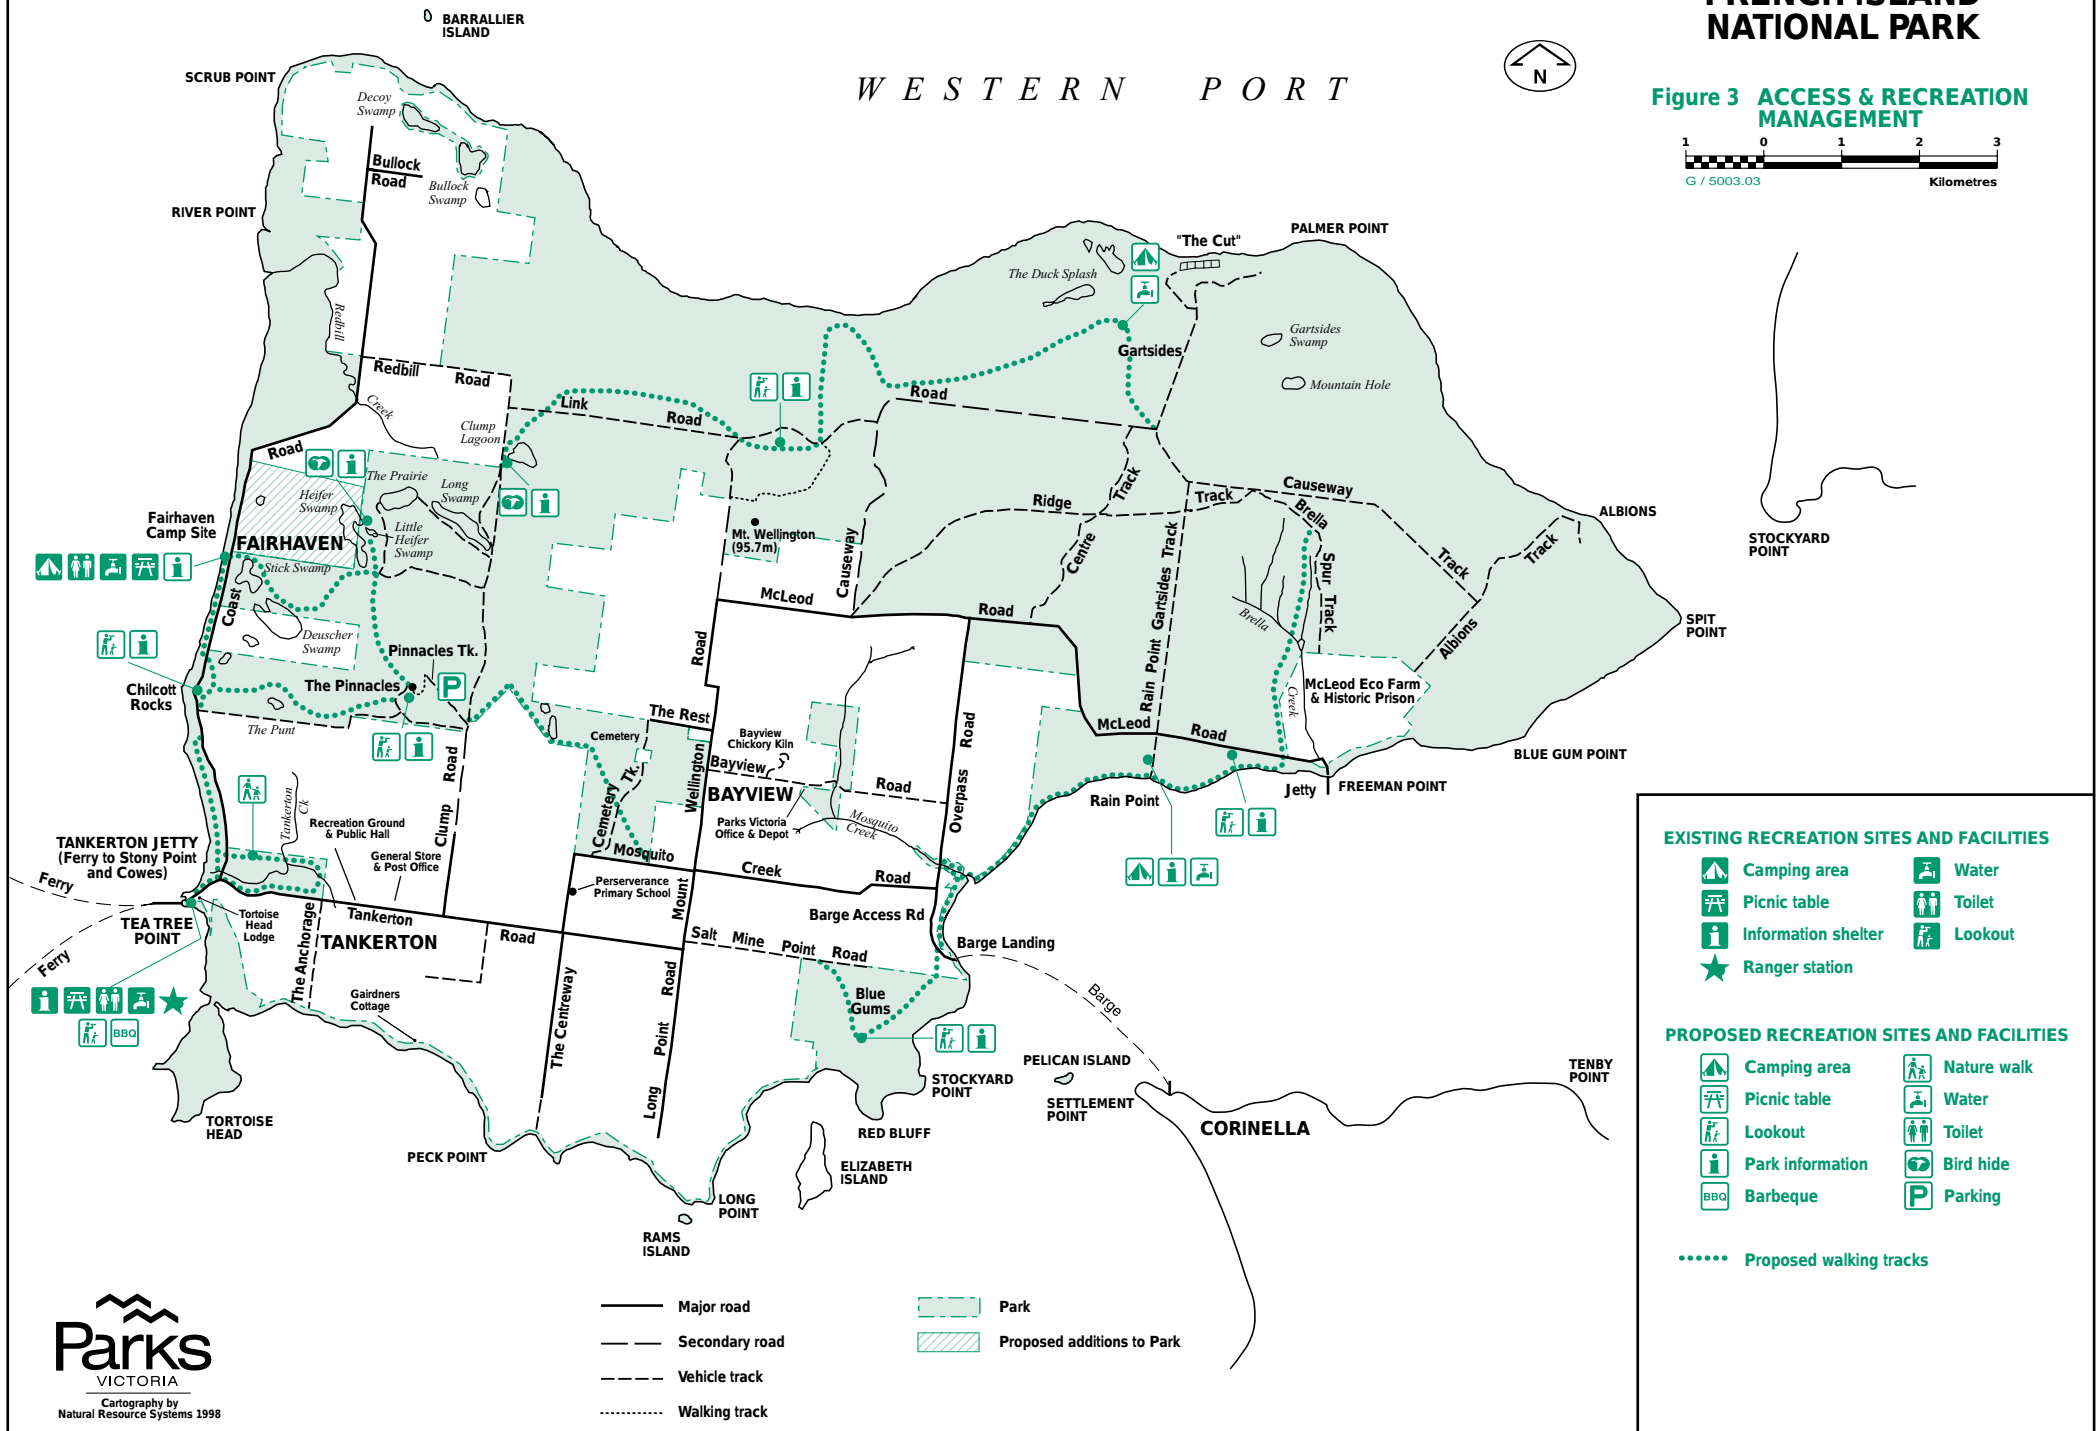 FRENCH ISLAND
NATIONAL PARK
Figure 3 ACCESS & RECREATION
MANAGEMENT
1 0 1 2 3
G / 5003.03 Kilometres
N
WESTERN PORT
BARRALLIER
ISLAND
SCRUB POINT
Decoy
Swamp
Bullock
Road
Bullock
Swamp
RIVER POINT
Redbill
Redbill Road
Creek
Road
Link Road
Clump
Lagoon
The Prairie
Heifer
Swamp
Long
Swamp
Little
Heifer
Swamp
Fairhaven
Camp Site
FAIRHAVEN
Stick Swamp
Coast
Deuscher
Swamp
Pinnacles Tk.
The Pinnacles
P
Chilcott
Rocks
The Punt
"The Cut"
PALMER POINT
The Duck Splash
Gartsides
Gartsides
Swamp
Mountain Hole
Road
Mt. Wellington
(95.7m)
Causeway
Ridge
Track
Centre
Track
Causeway
Brella
Spur Track
Track
Track
Albions
ALBIONS
Rain Point Gartsides Track
Brella
Creek
McLeod Road
McLeod Eco Farm
& Historic Prison
McLeod Road
SPIT
POINT
BLUE GUM POINT
FREEMAN POINT
Jetty
Rain Point
STOCKYARD
POINT
Road
The Rest
Wellington
Cemetery
Cemetery Tk.
Bayview
Chickory Kiln
Bayview Road
BAYVIEW
Parks Victoria
Office & Depot
Mosquito
Creek
Overpass Road
Clump Road
Tankerton
Ck
Recreation Ground
& Public Hall
General Store
& Post Office
TANKERTON JETTY
(Ferry to Stony Point
and Cowes)
Ferry
Ferry
TEA TREE
POINT
Tortoise
Head
Lodge
The Anchorage
Tankerton Road
TANKERTON
Mosquito Creek Road
Perserverance
Primary School
Mount
Barge Access Rd
Salt Mine Point Road
Barge Landing
Barge
Blue
Gums
Gairdners
Cottage
The Centreway
Long Point Road
BBQ
TORTOISE
HEAD
PECK POINT
STOCKYARD
POINT
RED BLUFF
ELIZABETH
ISLAND
LONG
POINT
RAMS
ISLAND
PELICAN ISLAND
SETTLEMENT
POINT
CORINELLA
TENBY
POINT
EXISTING RECREATION SITES AND FACILITIES
Camping area Water
Picnic table Toilet
Information shelter Lookout
Ranger station
PROPOSED RECREATION SITES AND FACILITIES
Camping area Nature walk
Picnic table Water
Lookout Toilet
Park information Bird hide
BBQ Barbeque P Parking
Proposed walking tracks
Major road
Secondary road
Vehicle track
Walking track
Park
Proposed additions to Park
Parks
VICTORIA
Cartography by
Natural Resource Systems 1998